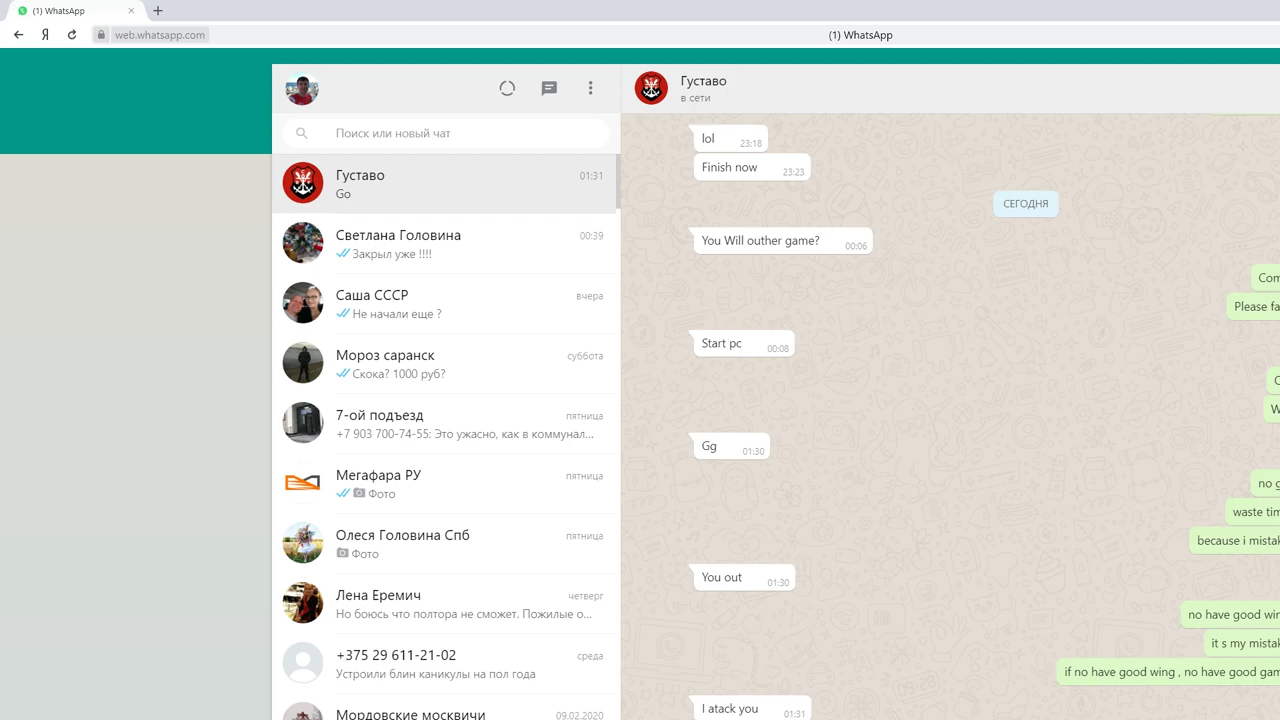 (1) WhatsApp
Я
web.whatsapp.com
(1) WhatsApp
Поиск или новый чат
Густаво
01:31
Go
Светлана Головина
00:39
Закрыл уже !!!!
Саша СССР
вчера
Не начали еще ?
Мороз саранск
суббота
Скока? 1000 руб?
7-ой подъезд
пятница
+7 903 700-74-55: Это ужасно, как в коммунал...
Мегафара РУ
пятница
Фото
Олеся Головина Спб
пятница
Фото
Лена Еремич
четверг
Но боюсь что полтора не сможет. Пожилые о...
+375 29 611-21-02
среда
Устроили блин каникулы на пол года
Мордовские москвичи
09.02.2020
Густаво
в сети
lol
23:18
Finish now
23:23
СЕГОДНЯ
You Will outher game?
00:06
Com
Please fa
Start pc
00:08
Gg
01:30
no g
waste tim
because i mistak
You out
01:30
no have good win
it s my mistak
if no have good wing , no have good gam
I atack you
01:31